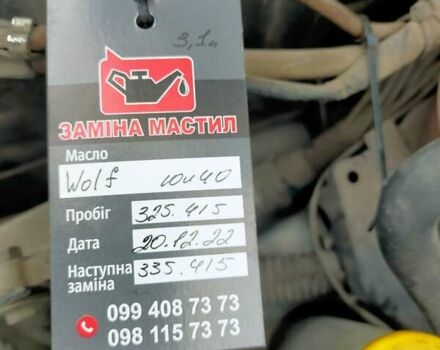 3,1л
ЗАМІНА МАСТИЛ
Масло
Wolf 10w40
Пробіг 325.415
Дата 20.12.22
Наступна заміна 335.415
099 408 73 73
098 115 73 73